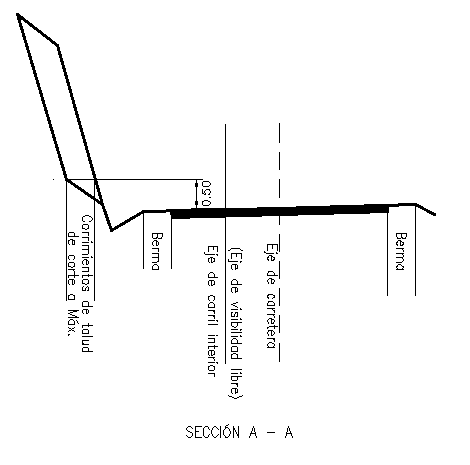 0.50
Corrimientos de talud
de corte a Máx.
Berma
Eje de carril interior
(Eje de visibilidad libre)
Eje de carretera
Berma
SECCIÓN A - A